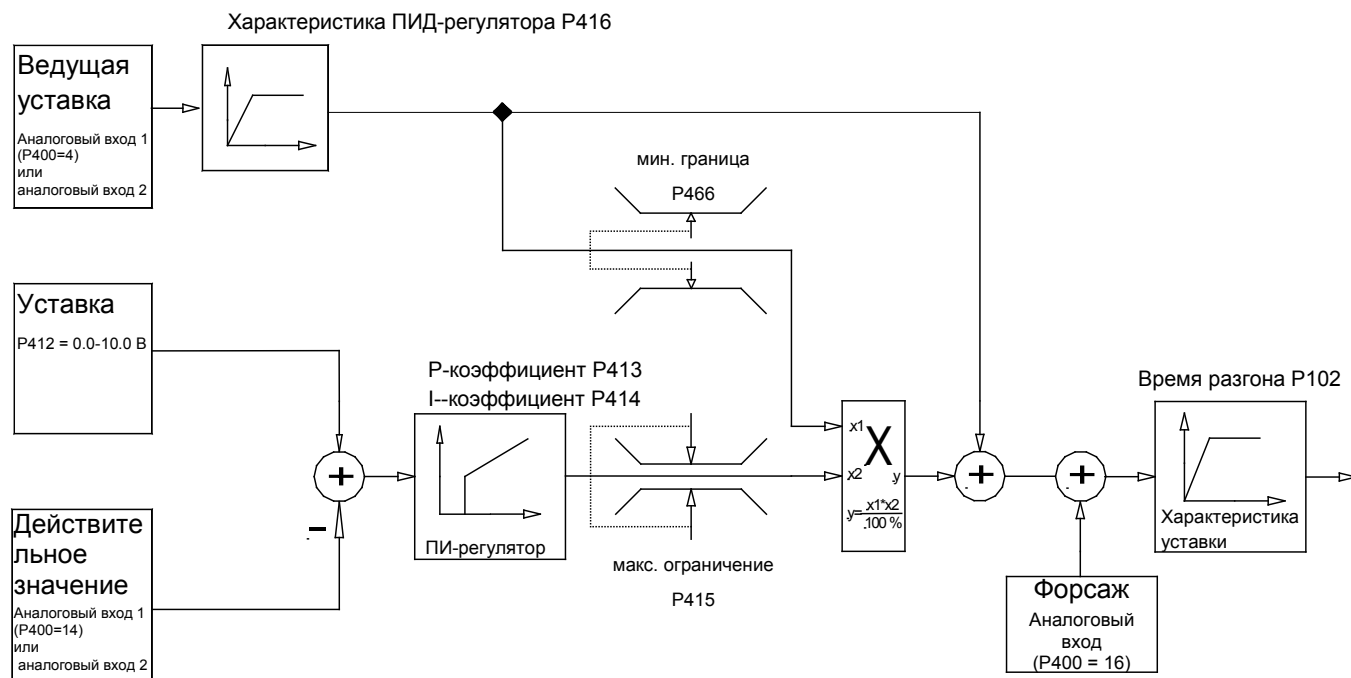 Характеристика ПИД-регулятора P416
Ведущая
уставка
Аналоговый вход 1
(P400=4)
или
аналоговый вход 2
мин. граница
P466
Уставка
P412 = 0.0-10.0 В
P-коэффициент P413
I--коэффициент P414
ПИ-регулятор
макс. ограничение
P415
x1
X
x2
.y
.y=x1*x2
.100 %
+
-
+
+
Время разгона P102
Характеристика
уставки
Действите
льное
значение
Аналоговый вход 1
(P400=14)
или
аналоговый вход 2
Форсаж
Аналоговый
вход
(P400 = 16)